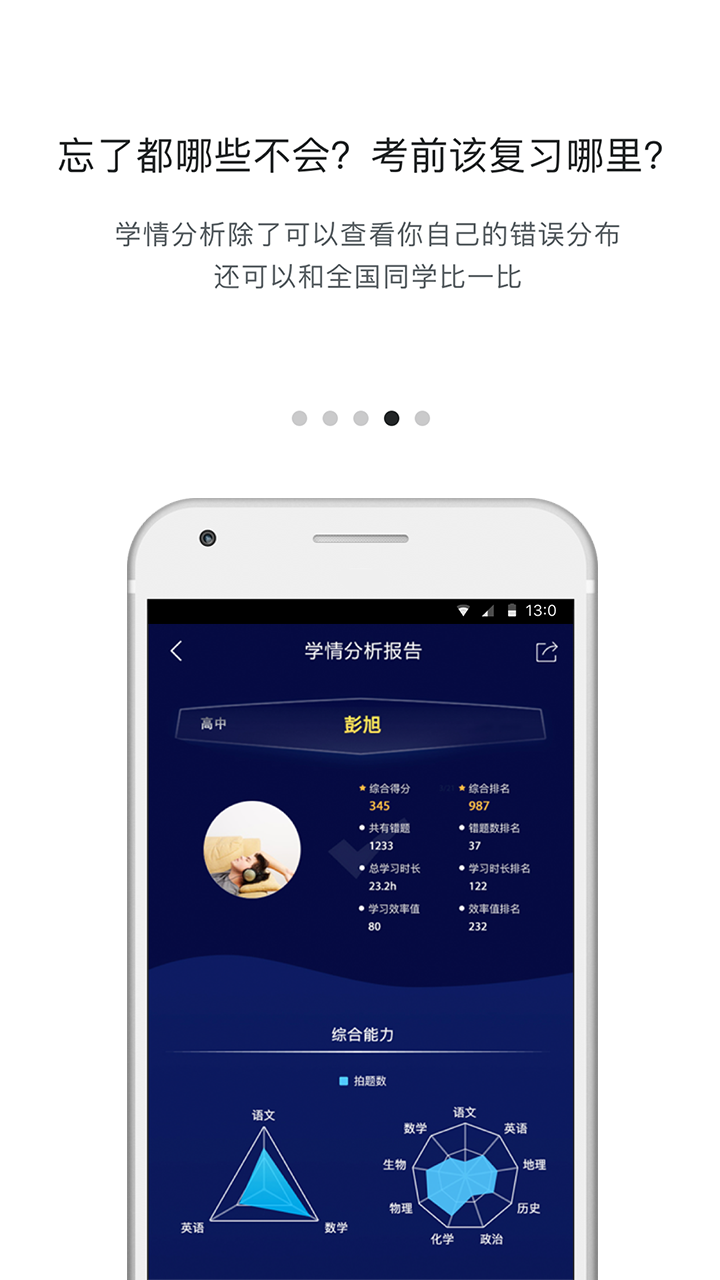 忘了都哪些不会？考前该复习哪里？
学情分析除了可以查看你自己的错误分布
还可以和全国同学比一比
13:0
学情分析报告
高中
彭旭
综合得分
345
综合排名
987
共有错题
1233
错题数排名
37
总学习时长
23.2h
学习时长排名
122
学习效率值
80
效率值排名
232
综合能力
拍题数
语文
英语
数学
语文
数学
英语
生物
地理
物理
历史
化学
政治